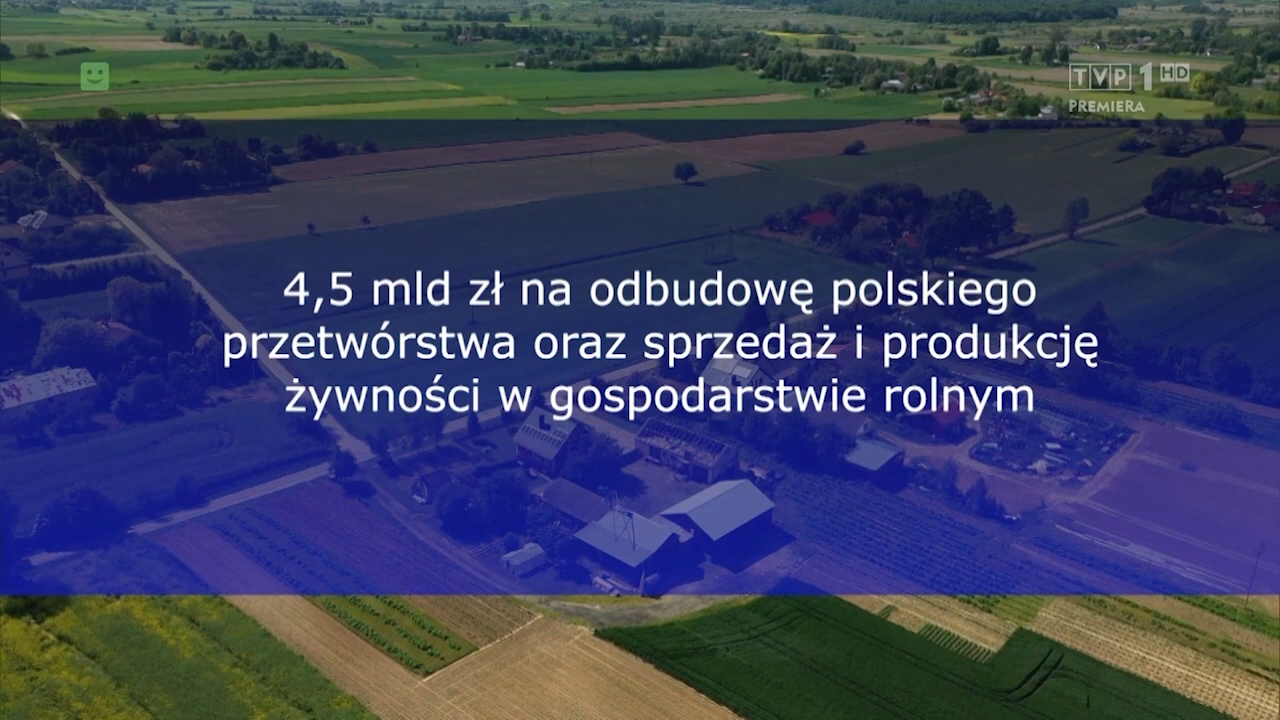 TVP 1 HD
PREMIERA
4,5 mld zł na odbudowę polskiego
przetwórstwa oraz sprzedaż i produkcję
żywności w gospodarstwie rolnym